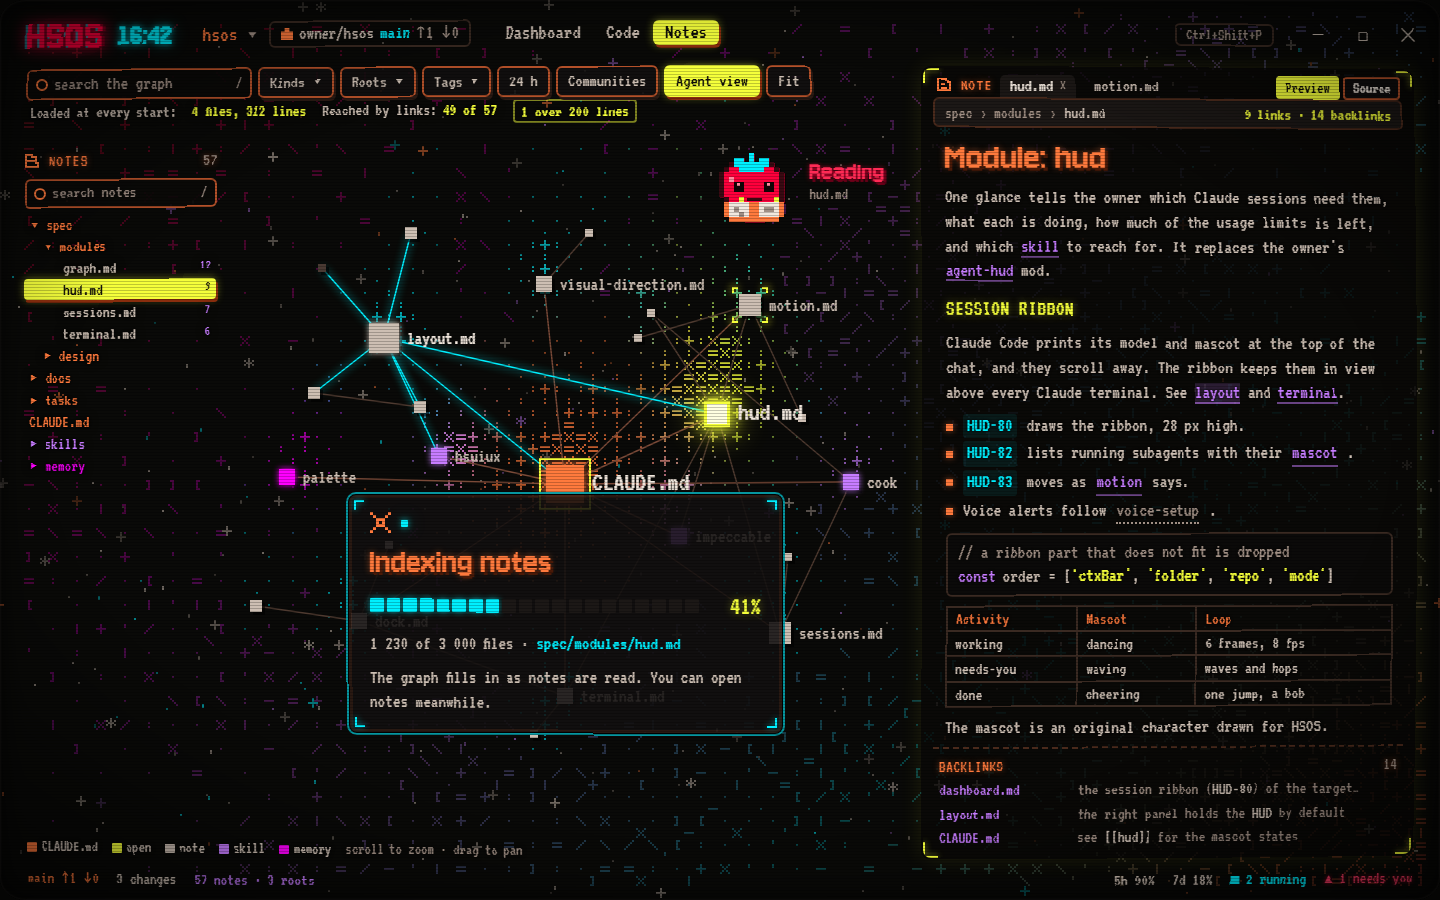 HSOS 16:42 hsos owner/hsos main ↑1 ↓0 Dashboard Code Notes Ctrl+Shift+P
search the graph / Kinds Roots Tags 24 h Communities Agent view Fit
Loaded at every start: 4 files, 312 lines Reached by links: 49 of 57 1 over 200 lines
NOTES 57
search notes /
spec
modules
graph.md 12
hud.md 9
sessions.md 7
terminal.md 6
design
docs
tasks
CLAUDE.md
skills
memory
Reading
hud.md
visual-direction.md
motion.md
layout.md
hud.md
hsuiux
palette
CLAUDE.md
cook
impeccable
dock.md
sessions.md
terminal.md
Indexing notes
41%
1 230 of 3 000 files · spec/modules/hud.md
The graph fills in as notes are read. You can open
notes meanwhile.
CLAUDE.md open note skill memory scroll to zoom · drag to pan
main ↑1 ↓0 3 changes 57 notes · 3 roots
NOTE hud.md x motion.md Preview Source
spec › modules › hud.md 9 links · 14 backlinks
Module: hud
One glance tells the owner which Claude sessions need them,
what each is doing, how much of the usage limits is left,
and which skill to reach for. It replaces the owner's
agent-hud mod.
SESSION RIBBON
Claude Code prints its model and mascot at the top of the
chat, and they scroll away. The ribbon keeps them in view
above every Claude terminal. See layout and terminal.
HUD-80 draws the ribbon, 28 px high.
HUD-82 lists running subagents with their mascot .
HUD-83 moves as motion says.
Voice alerts follow voice-setup .
// a ribbon part that does not fit is dropped
const order = ['ctxBar', 'folder', 'repo', 'mode']
Activity Mascot Loop
working dancing 6 frames, 8 fps
needs-you waving waves and hops
done cheering one jump, a bob
The mascot is an original character drawn for HSOS.
BACKLINKS 14
dashboard.md the session ribbon (HUD-80) of the target…
layout.md the right panel holds the HUD by default
CLAUDE.md see [[hud]] for the mascot states
5h 90% 7d 18% 2 running 1 needs you